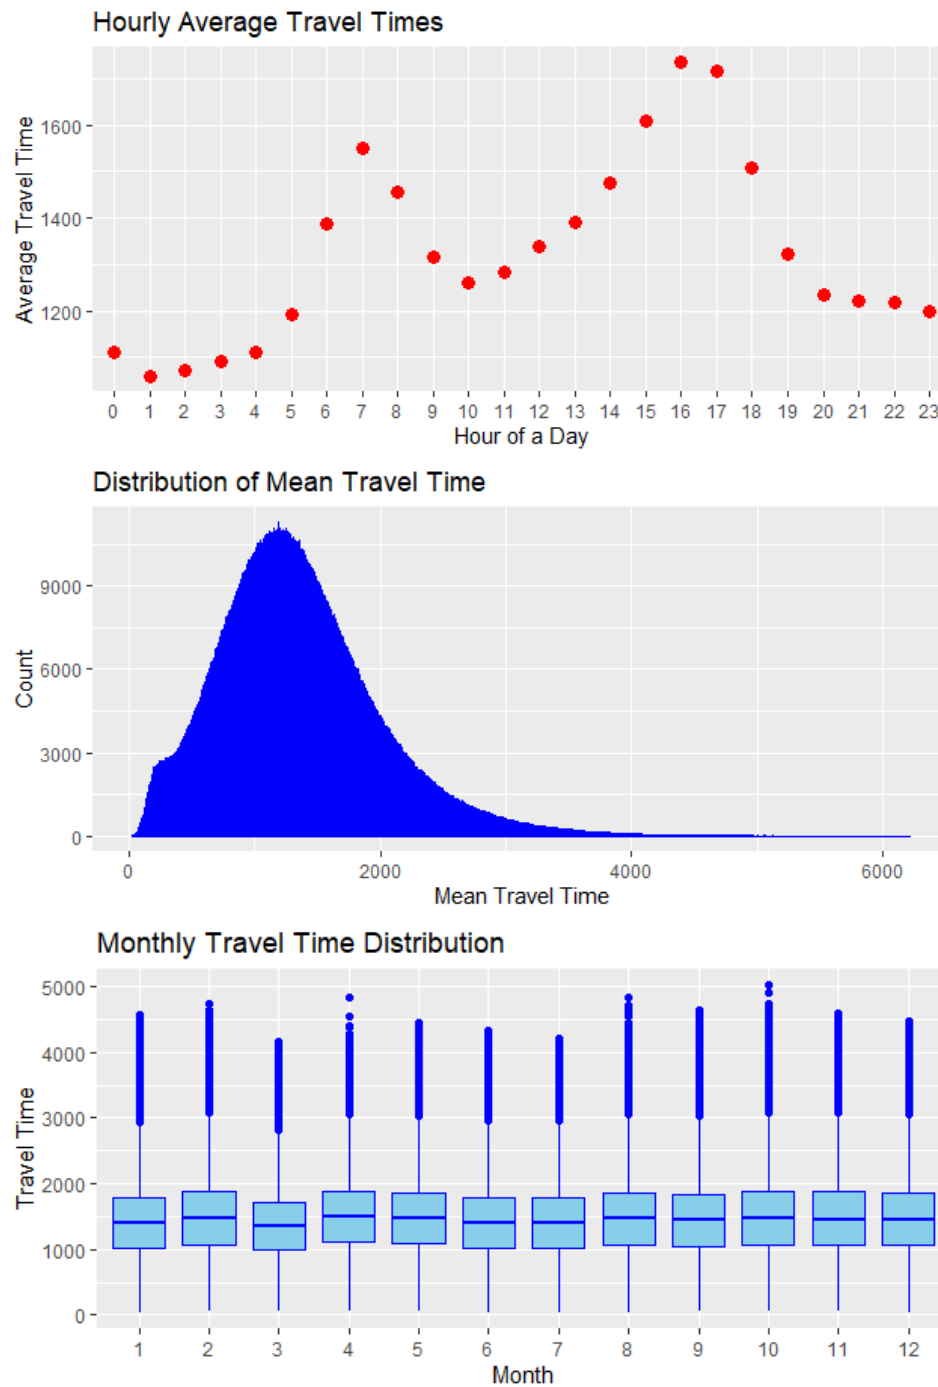 Hourly Average Travel Times
Average Travel Time
1600
1400
1200
0 1 2 3 4 5 6 7 8 9 10 11 12 13 14 15 16 17 18 19 20 21 22 23
Hour of a Day
Distribution of Mean Travel Time
Count
9000
6000
3000
0
0 2000 4000 6000
Mean Travel Time
Monthly Travel Time Distribution
Travel Time
5000
4000
3000
2000
1000
0
1 2 3 4 5 6 7 8 9 10 11 12
Month